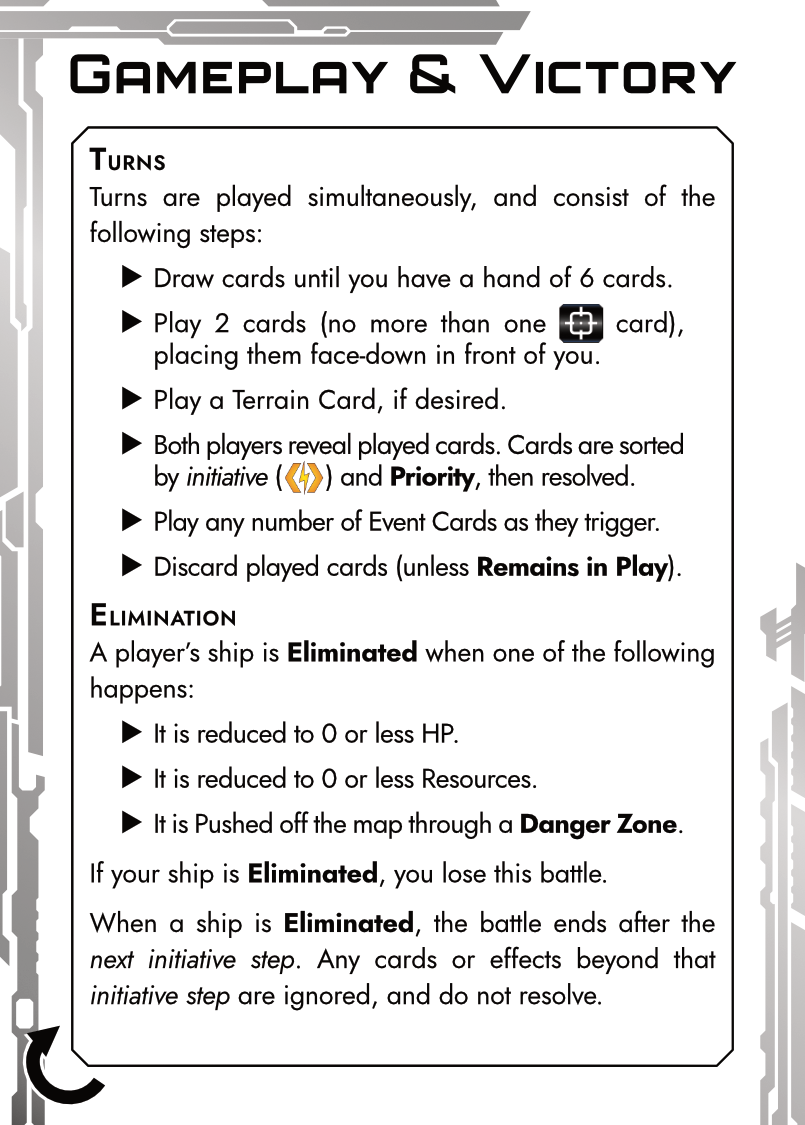 GAMEPLAY & VICTORY
TURNS
Turns are played simultaneously, and consist of the
following steps:
▶ Draw cards until you have a hand of 6 cards.
▶ Play 2 cards (no more than one card),
placing them face-down in front of you.
▶ Play a Terrain Card, if desired.
▶ Both players reveal played cards. Cards are sorted
by initiative () and Priority, then resolved.
▶ Play any number of Event Cards as they trigger.
▶ Discard played cards (unless Remains in Play).
ELIMINATION
A player's ship is Eliminated when one of the following
happens:
▶ It is reduced to 0 or less HP.
▶ It is reduced to 0 or less Resources.
▶ It is Pushed off the map through a Danger Zone.
If your ship is Eliminated, you lose this battle.
When a ship is Eliminated, the battle ends after the
next initiative step. Any cards or effects beyond that
initiative step are ignored, and do not resolve.